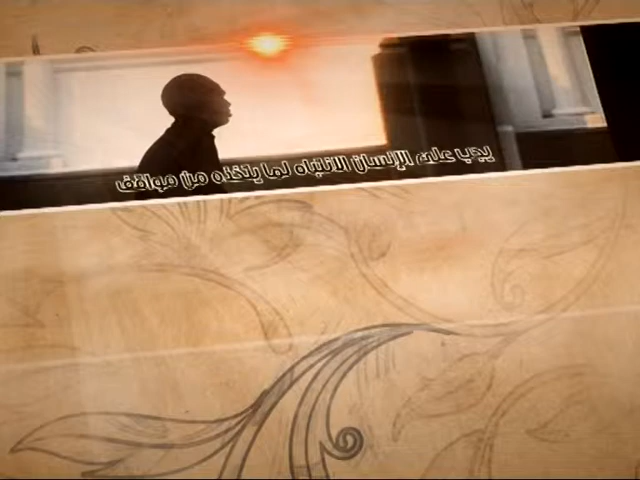 يجب على الإنسان الانتباه لما يتخذه من مواقف